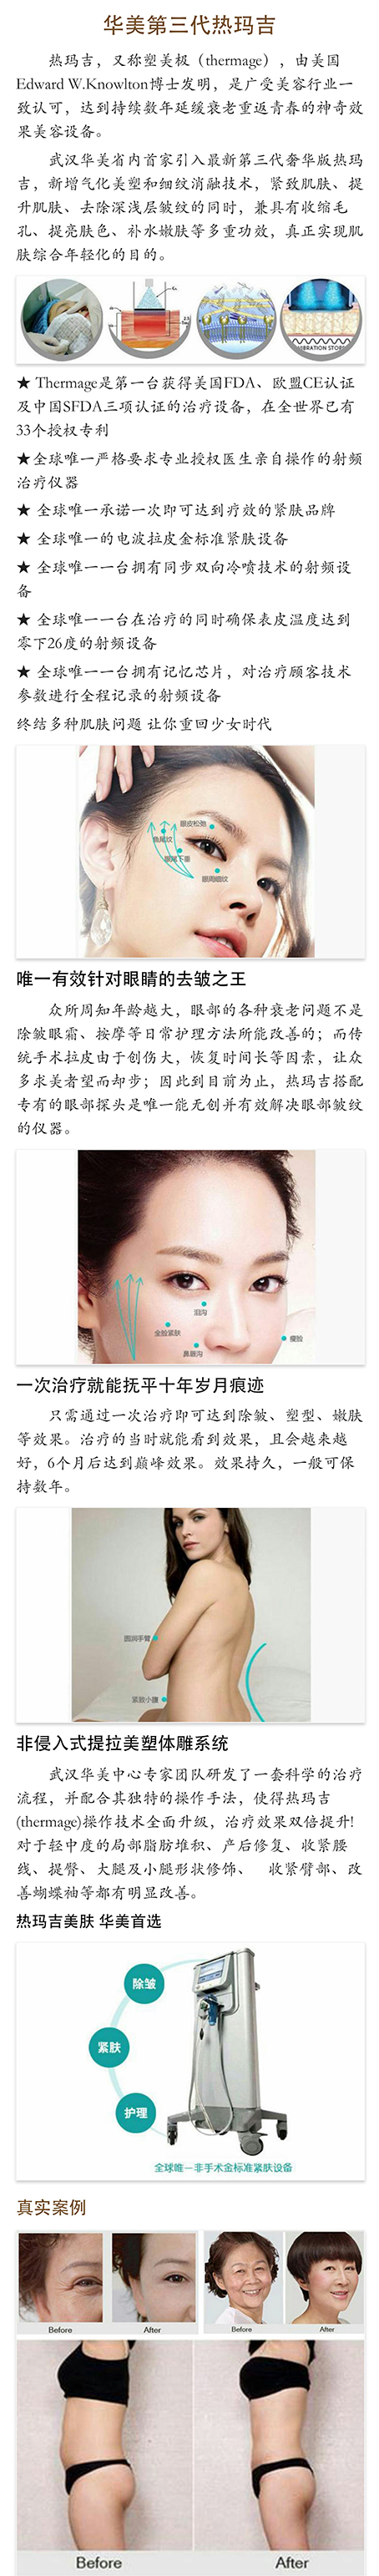 华美第三代热玛吉
热玛吉，又称塑美极（thermage），由美国
Edward W.Knowlton博士发明，是广受美容行业一
致认可，达到持续数年延缓衰老重返青春的神奇效
果美容设备。
武汉华美省内首家引入最新第三代奢华版热玛
吉，新增气化美塑和细纹消融技术，紧致肌肤、提
升肌肤、去除深浅层皱纹的同时，兼具有收缩毛
孔、提亮肤色、补水嫩肤等多重功效，真正实现肌
肤综合年轻化的目的。
★ Thermage是第一台获得美国FDA、欧盟CE认证
及中国SFDA三项认证的治疗设备，在全世界已有
33个授权专利
★全球唯一严格要求专业授权医生亲自操作的射频
治疗仪器
★ 全球唯一承诺一次即可达到疗效的紧肤品牌
★ 全球唯一的电波拉皮金标准紧肤设备
★ 全球唯一一台拥有同步双向冷喷技术的射频设
备
★ 全球唯一一台在治疗的同时确保表皮温度达到
零下26度的射频设备
★ 全球唯一一台拥有记忆芯片，对治疗顾客技术
参数进行全程记录的射频设备
终结多种肌肤问题 让你重回少女时代
眼皮松弛
鱼尾纹
眼尾下垂
眼周细纹
唯一有效针对眼睛的去皱之王
众所周知年龄越大，眼部的各种衰老问题不是
除皱眼霜、按摩等日常护理方法所能改善的；而传
统手术拉皮由于创伤大，恢复时间长等因素，让众
多求美者望而却步；因此到目前为止，热玛吉搭配
专有的眼部探头是唯一能无创并有效解决眼部皱纹
的仪器。
泪沟
全脸紧肤
瘦脸
鼻唇沟
一次治疗就能抚平十年岁月痕迹
只需通过一次治疗即可达到除皱、塑型、嫩肤
等效果。治疗的当时就能看到效果，且会越来越
好，6个月后达到巅峰效果。效果持久，一般可保
持数年。
圆润手臂
紧致小腹
非侵入式提拉美塑体雕系统
武汉华美中心专家团队研发了一套科学的治疗
流程，并配合其独特的操作手法，使得热玛吉
(thermage)操作技术全面升级，治疗效果双倍提升!
对于轻中度的局部脂肪堆积、产后修复、收紧腰
线、提臀、大腿及小腿形状修饰、 收紧臂部、改
善蝴蝶袖等都有明显改善。
热玛吉美肤 华美首选
除皱
紧肤
护理
全球唯一非手术金标准紧肤设备
真实案例
Before After Before After
Before After